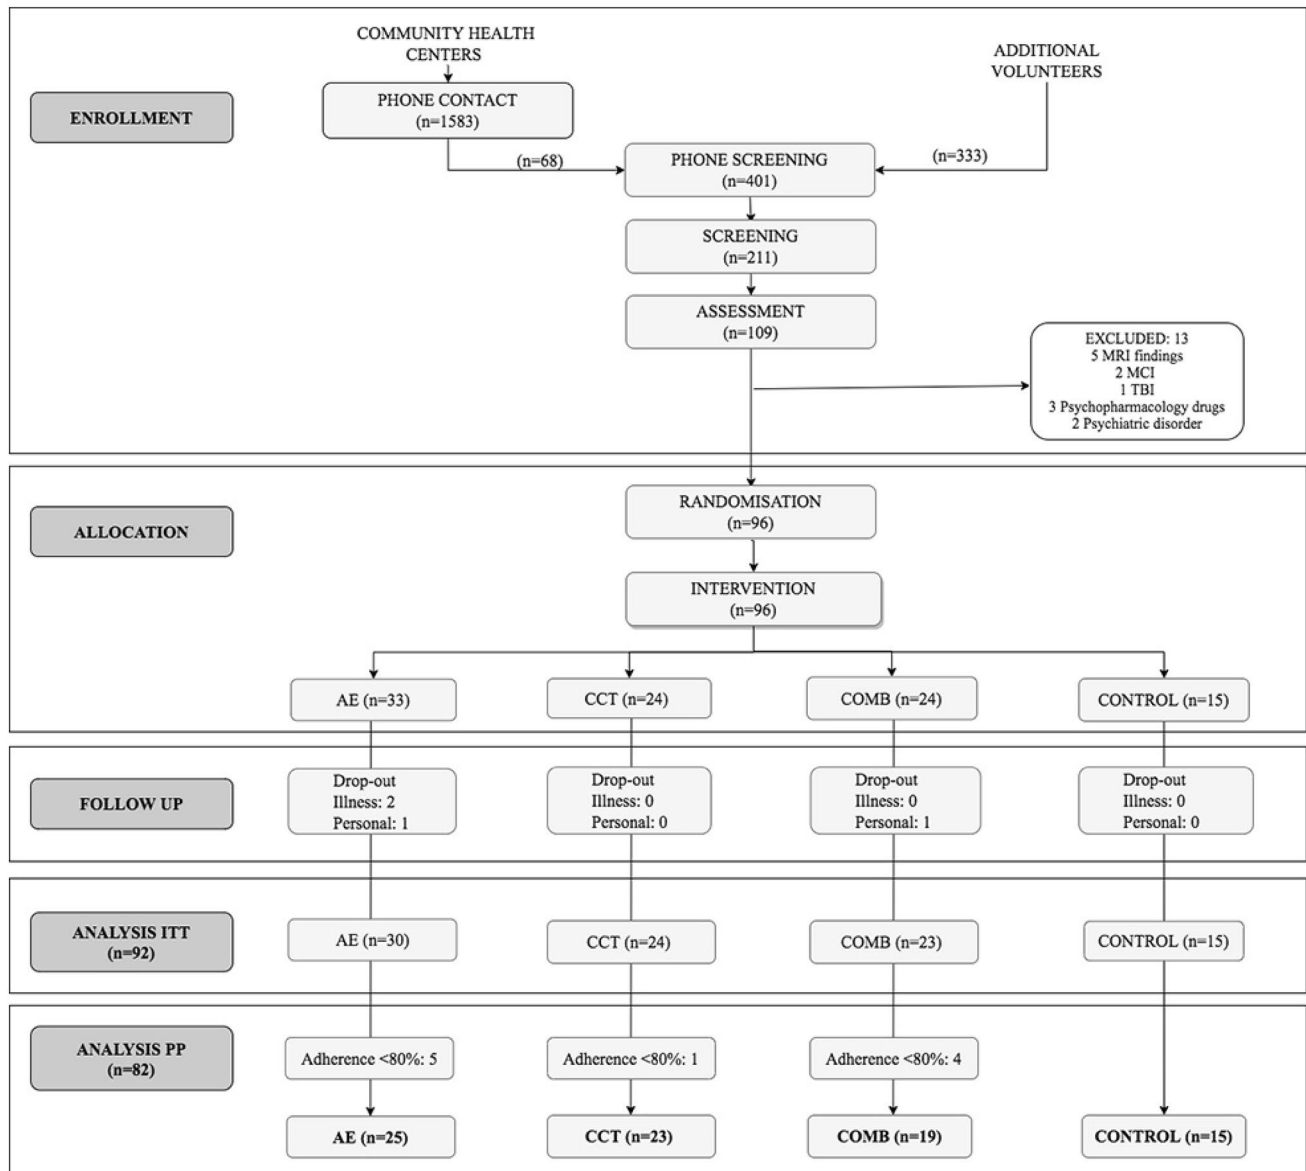 COMMUNITY HEALTH
CENTERS
ADDITIONAL
VOLUNTEERS
ENROLLMENT
PHONE CONTACT
(n=1583)
(n=68)
(n=333)
PHONE SCREENING
(n=401)
SCREENING
(n=211)
ASSESSMENT
(n=109)
EXCLUDED: 13
5 MRI findings
2 MCI
1 TBI
3 Psychopharmacology drugs
2 Psychiatric disorder
ALLOCATION
RANDOMISATION
(n=96)
INTERVENTION
(n=96)
AE (n=33)
CCT (n=24)
COMB (n=24)
CONTROL (n=15)
FOLLOW UP
Drop-out
Illness: 2
Personal: 1
Drop-out
Illness: 0
Personal: 0
Drop-out
Illness: 0
Personal: 1
Drop-out
Illness: 0
Personal: 0
ANALYSIS ITT
(n=92)
AE (n=30)
CCT (n=24)
COMB (n=23)
CONTROL (n=15)
ANALYSIS PP
(n=82)
Adherence <80%: 5
Adherence <80%: 1
Adherence <80%: 4
AE (n=25)
CCT (n=23)
COMB (n=19)
CONTROL (n=15)